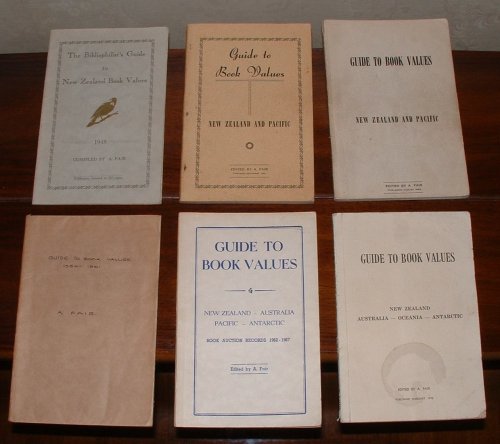 The Bibliophilist's Guide
to
New Zealand Book Values
1948
COMPILED BY A. FAIR
Guide to
Book Values
NEW ZEALAND AND PACIFIC
EDITED BY A. FAIR
GUIDE TO BOOK VALUES
NEW ZEALAND AND PACIFIC
EDITED BY A. FAIR
GUIDE TO BOOK VALUES
A FAIR
GUIDE TO
BOOK VALUES
NEW ZEALAND - AUSTRALIA
PACIFIC - ANTARCTIC
BOOK AUCTION RECORDS 1962-1967
Edited by A. Fair
GUIDE TO BOOK VALUES
NEW ZEALAND
AUSTRALIA — OCEANIA — ANTARCTIC
EDITED BY A. FAIR